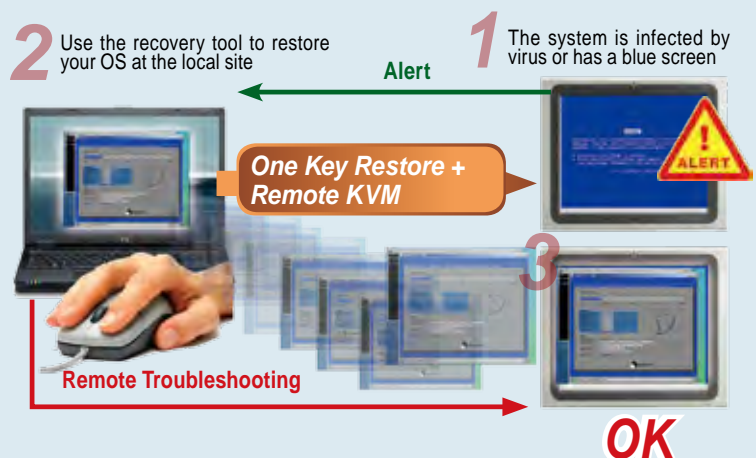 1
The system is infected by
virus or has a blue screen
Alert
ALERT
2
Use the recovery tool to restore
your OS at the local site
One Key Restore +
Remote KVM
3
Remote Troubleshooting
OK